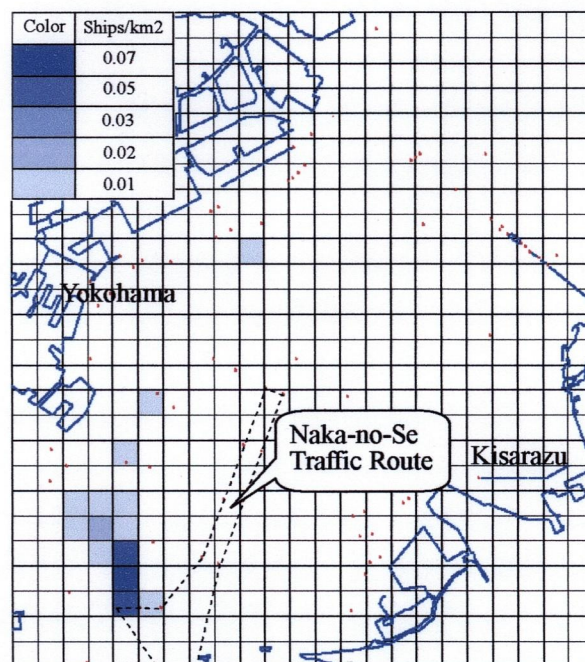 Color Ships/km2
0.07
0.05
0.03
0.02
0.01
Yokohama
Naka-no-Se
Traffic Route
Kisarazu